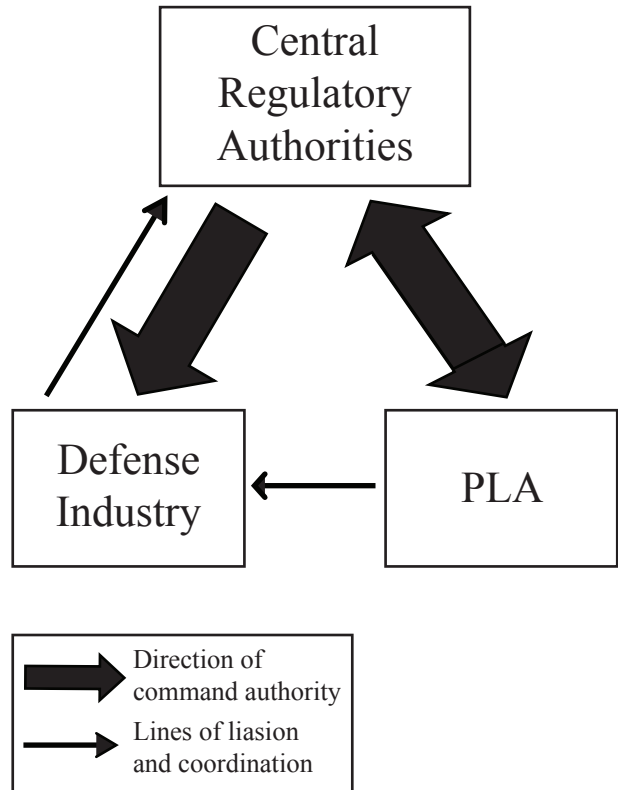 Central
Regulatory
Authorities
Defense
Industry
PLA
Direction of
command authority
Lines of liasion
and coordination